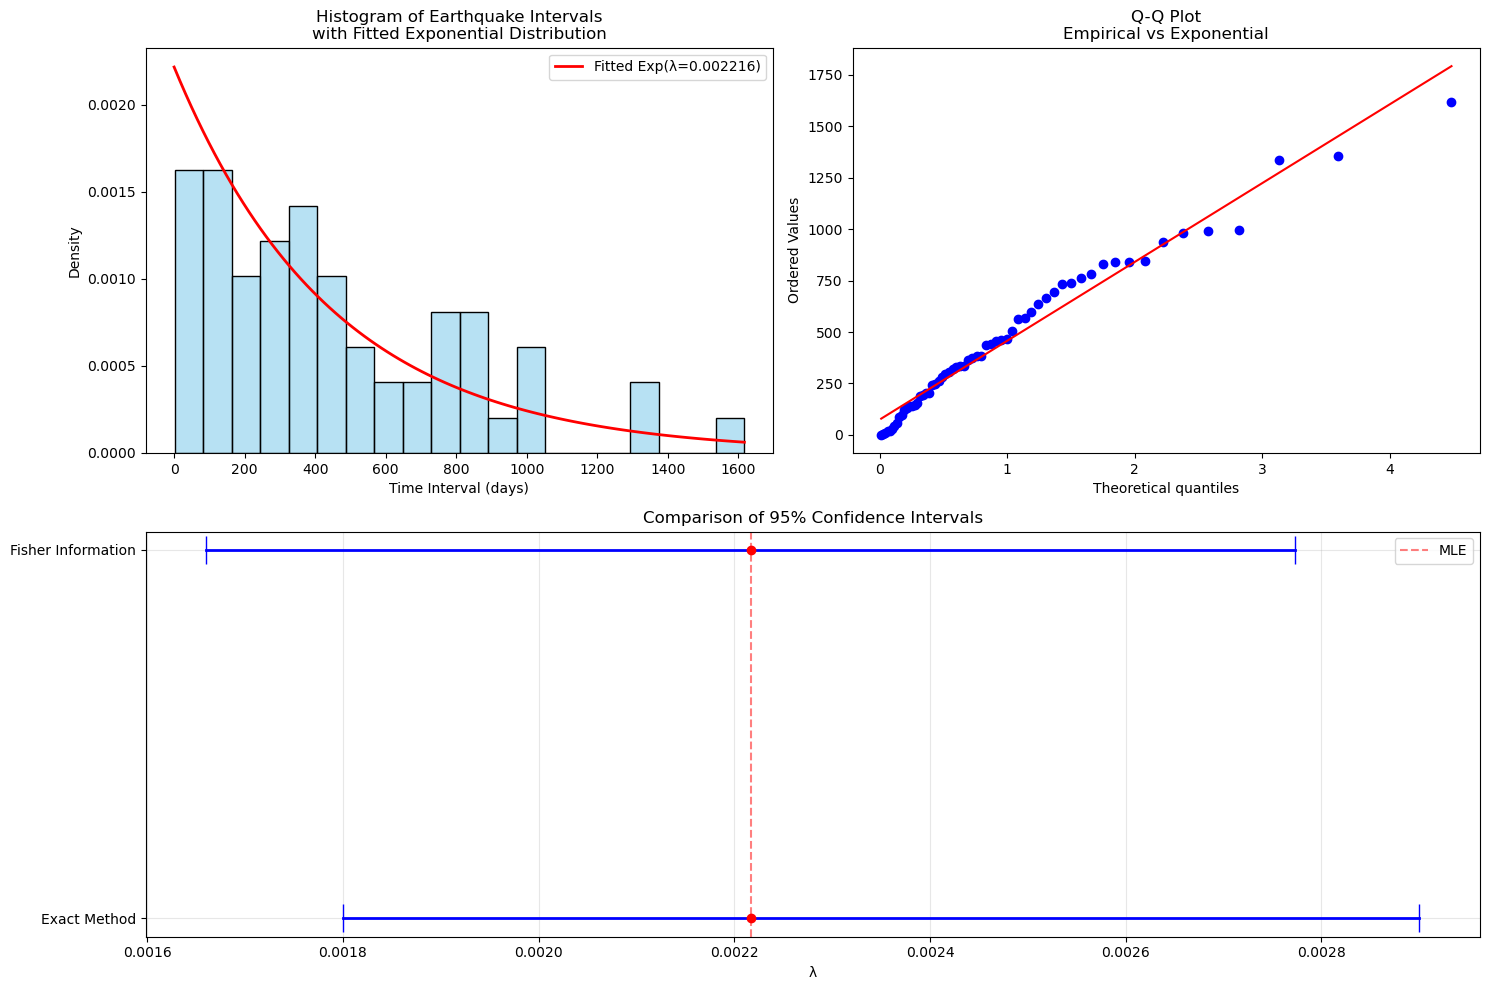 Histogram of Earthquake Intervals
with Fitted Exponential Distribution
Fitted Exp(λ=0.002216)
0.0020
0.0015
0.0010
0.0005
0.0000
Density
0 200 400 600 800 1000 1200 1400 1600
Time Interval (days)
Q-Q Plot
Empirical vs Exponential
1750
1500
1250
1000
750
500
250
0
Ordered Values
0 1 2 3 4
Theoretical quantiles
Comparison of 95% Confidence Intervals
Fisher Information
MLE
Exact Method
0.0016 0.0018 0.0020 0.0022 0.0024 0.0026 0.0028
λ